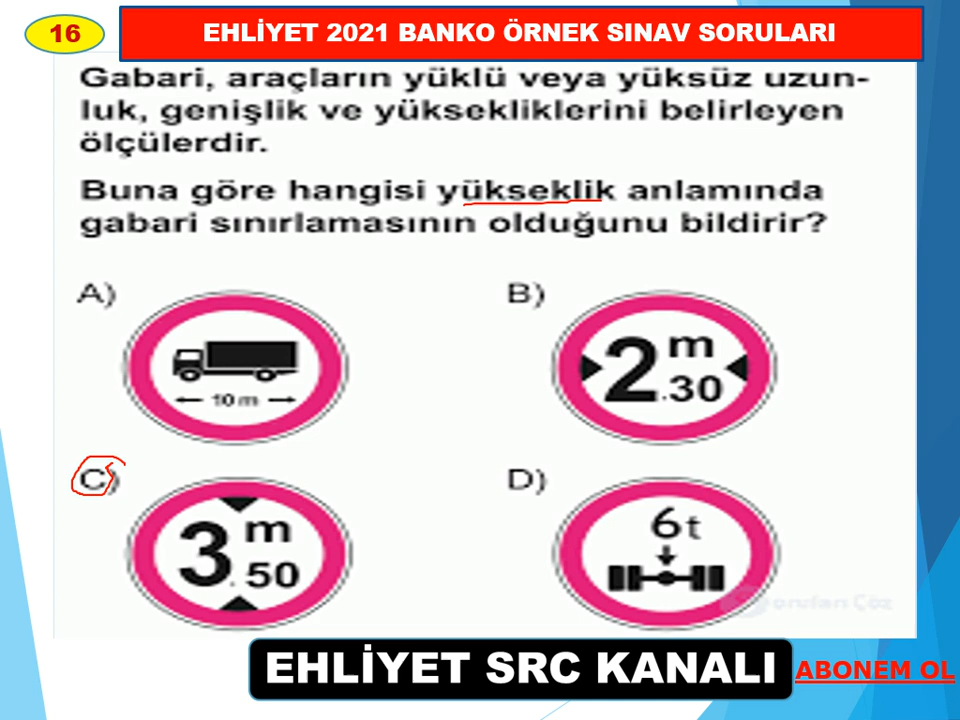 16
EHLİYET 2021 BANKO ÖRNEK SINAV SORULARI
Gabari, araçların yüklü veya yüksüz uzun-
luk, genişlik ve yüksekliklerini belirleyen
ölçülerdir.
Buna göre hangisi yükseklik anlamında
gabari sınırlamasının olduğunu bildirir?
A)
10 m
B)
2 m .30
C)
3 m .50
D)
6 t
Çöz
EHLİYET SRC KANALI
ABONEM OL